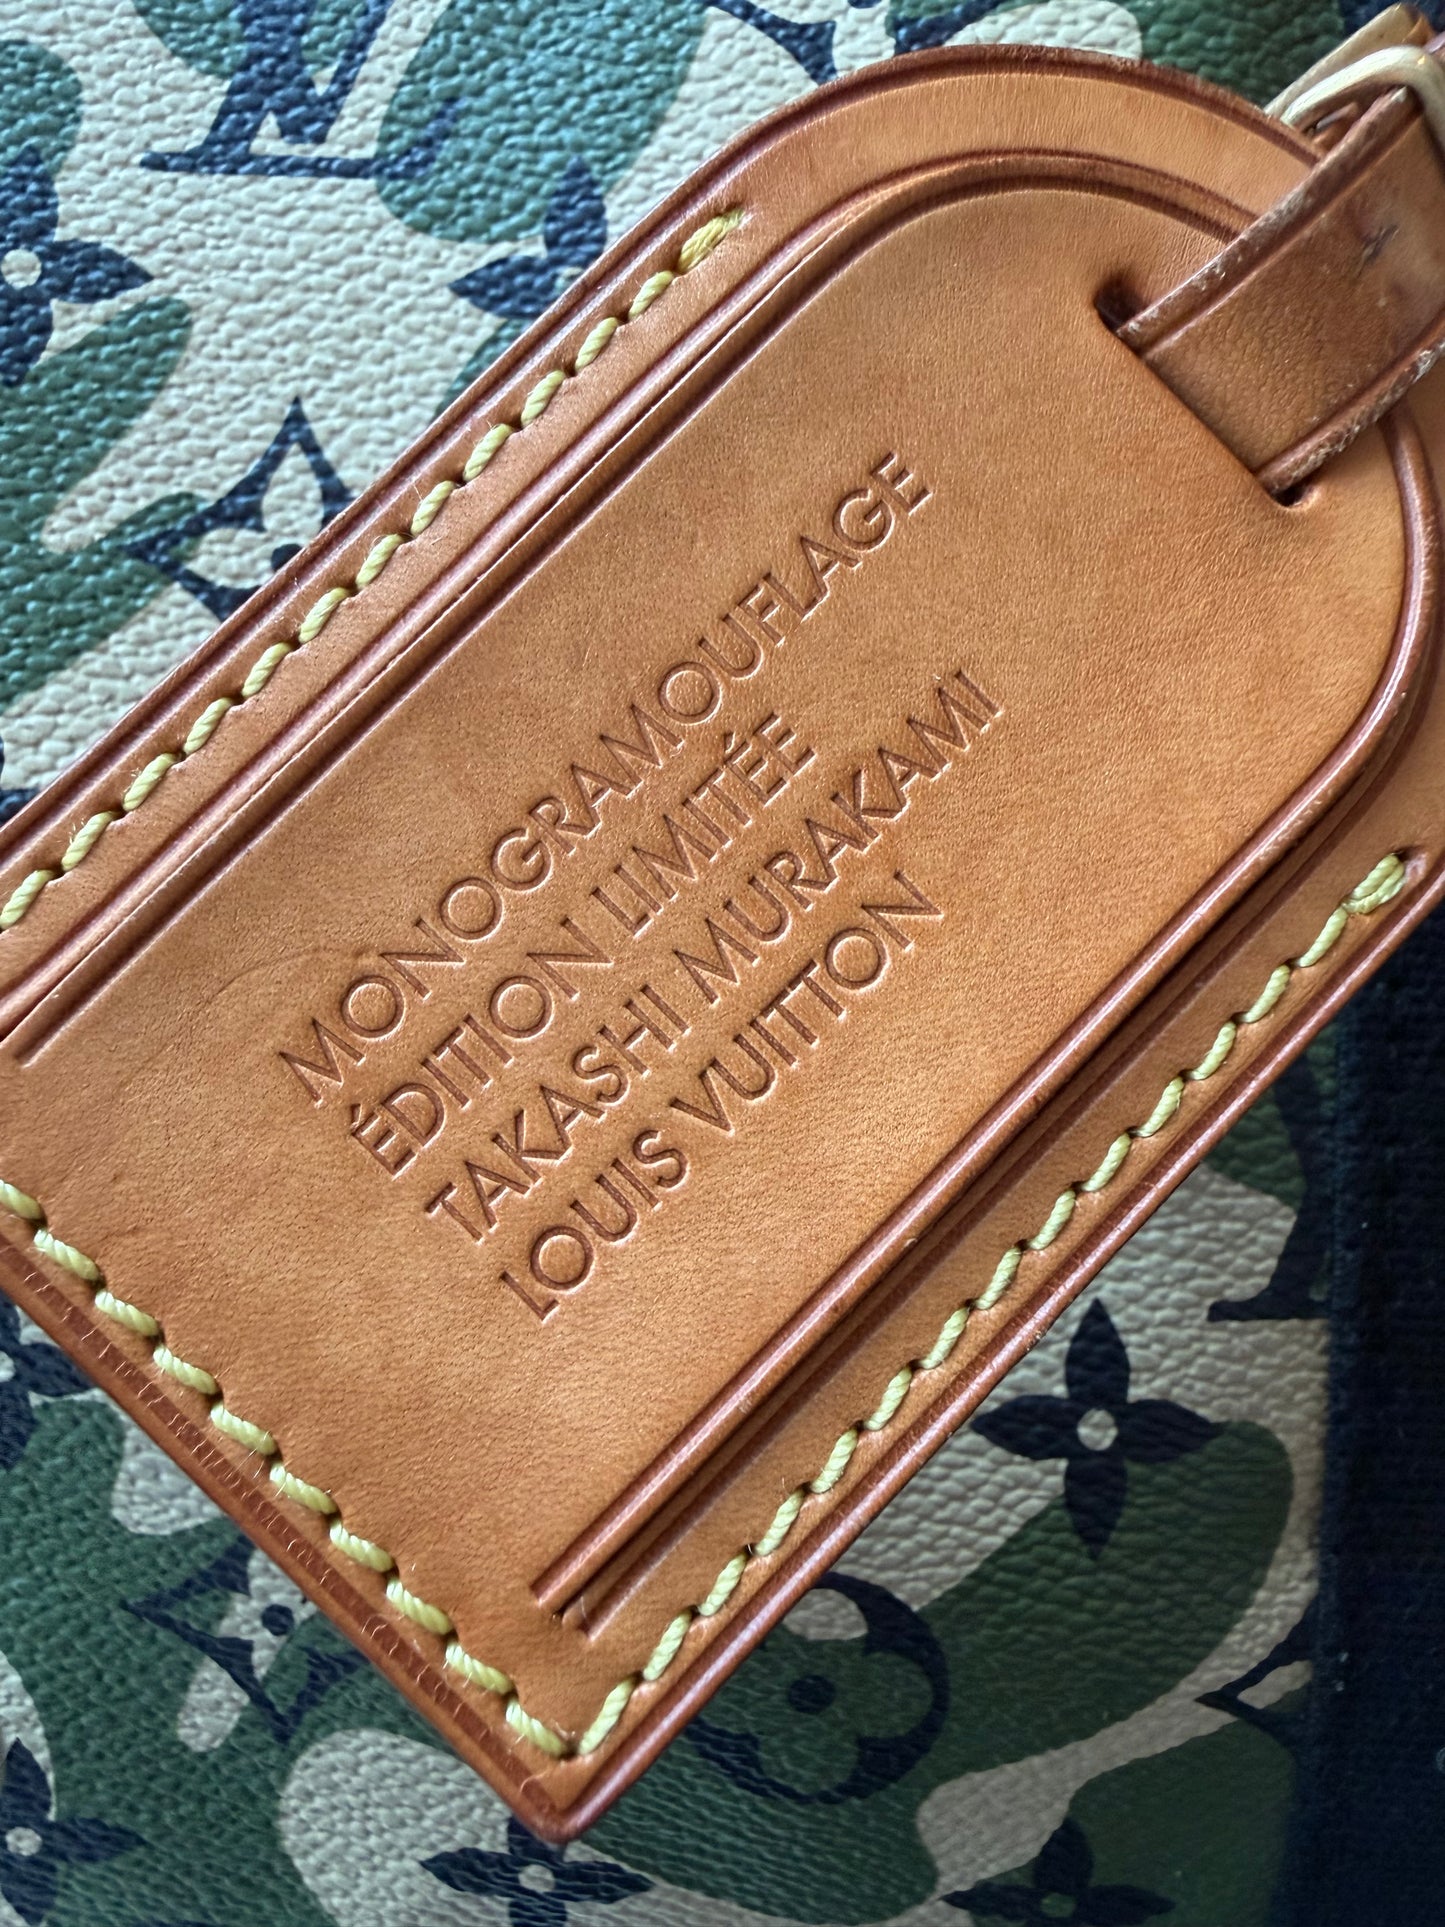 MONOGRAMOUFLAGE
ÉDITION LIMITÉE
TAKASHI MURAKAMI
LOUIS VUITTON